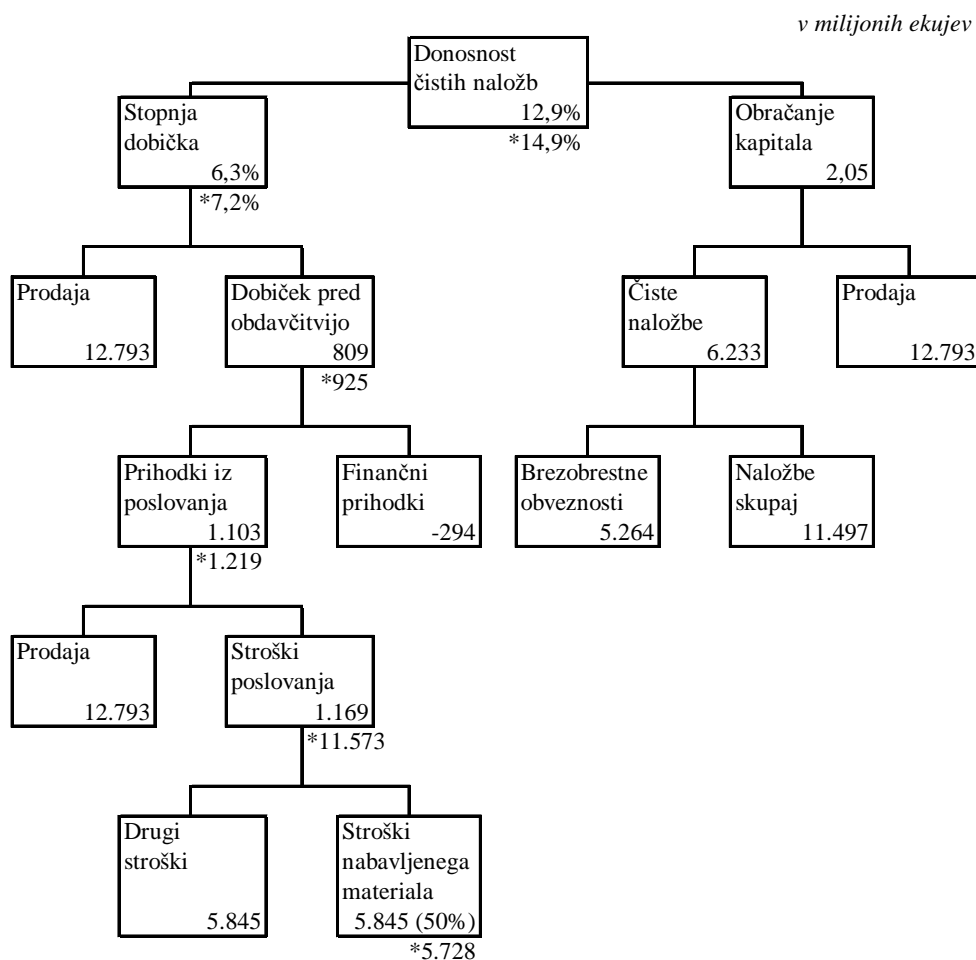 v milijonih ekujev
Donosnost
čistih naložb
12,9%
*14,9%
Stopnja
dobička
6,3%
*7,2%
Obračanje
kapitala
2,05
Prodaja
12.793
Dobiček pred
obdavčitvijo
809
*925
Čiste
naložbe
6.233
Prodaja
12.793
Prihodki iz
poslovanja
1.103
*1.219
Finančni
prihodki
-294
Brezobrestne
obveznosti
5.264
Naložbe
skupaj
11.497
Prodaja
12.793
Stroški
poslovanja
1.169
*11.573
Drugi
stroški
5.845
Stroški
nabavljenega
materiala
5.845 (50%)
*5.728